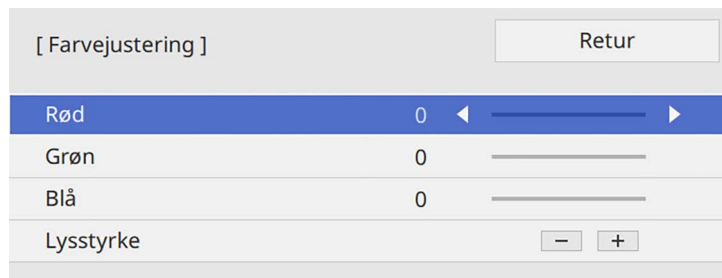 [ Farvejustering ]
Retur
Rød 0
Grøn 0
Blå 0
Lysstyrke − +